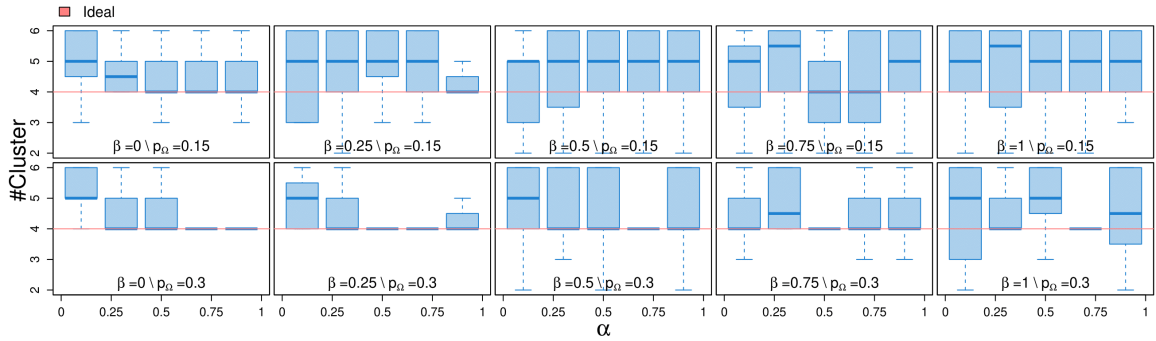 Ideal
#Cluster
6
5
4
3
2
β =0 \ pΩ =0.15
β =0.25 \ pΩ =0.15
β =0.5 \ pΩ =0.15
β =0.75 \ pΩ =0.15
β =1 \ pΩ =0.15
6
5
4
3
2
β =0 \ pΩ =0.3
β =0.25 \ pΩ =0.3
β =0.5 \ pΩ =0.3
β =0.75 \ pΩ =0.3
β =1 \ pΩ =0.3
0 0.25 0.5 0.75 1 0 0.25 0.5 0.75 1 0 0.25 0.5 0.75 1 0 0.25 0.5 0.75 1 0 0.25 0.5 0.75 1
α